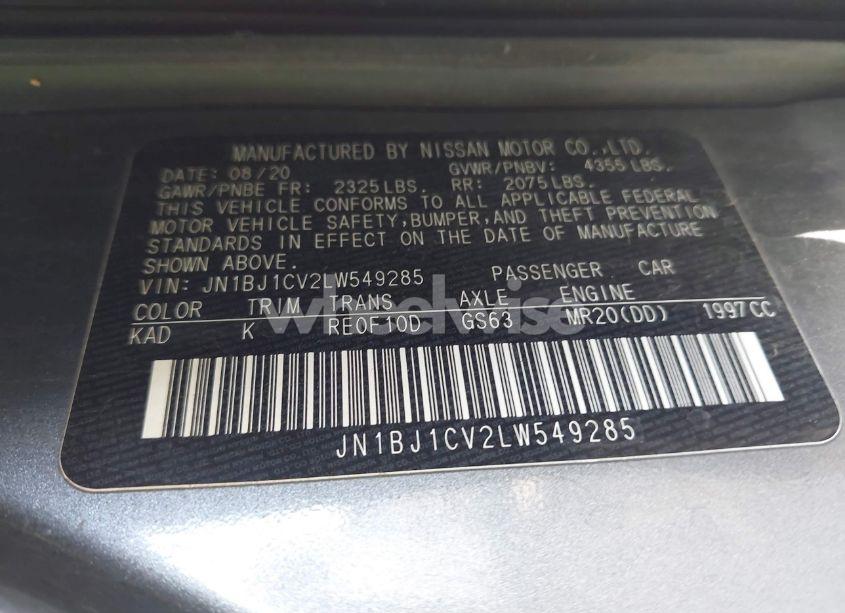 MANUFACTURED BY NISSAN MOTOR CO.,LTD.
DATE: 08/20 GVWR/PNBV: 4355 LBS.
GAWR/PNBE FR: 2325 LBS. RR: 2075 LBS.
THIS VEHICLE CONFORMS TO ALL APPLICABLE FEDERAL
MOTOR VEHICLE SAFETY,BUMPER,AND THEFT PREVENTION
STANDARDS IN EFFECT ON THE DATE OF MANUFACTURE
SHOWN ABOVE.
VIN: JN1BJ1CV2LW549285 PASSENGER CAR
COLOR TRIM TRANS AXLE ENGINE
KAD K RE0F10D GS63 MR20(DD) 1997CC
wheelwise
JN1BJ1CV2LW549285